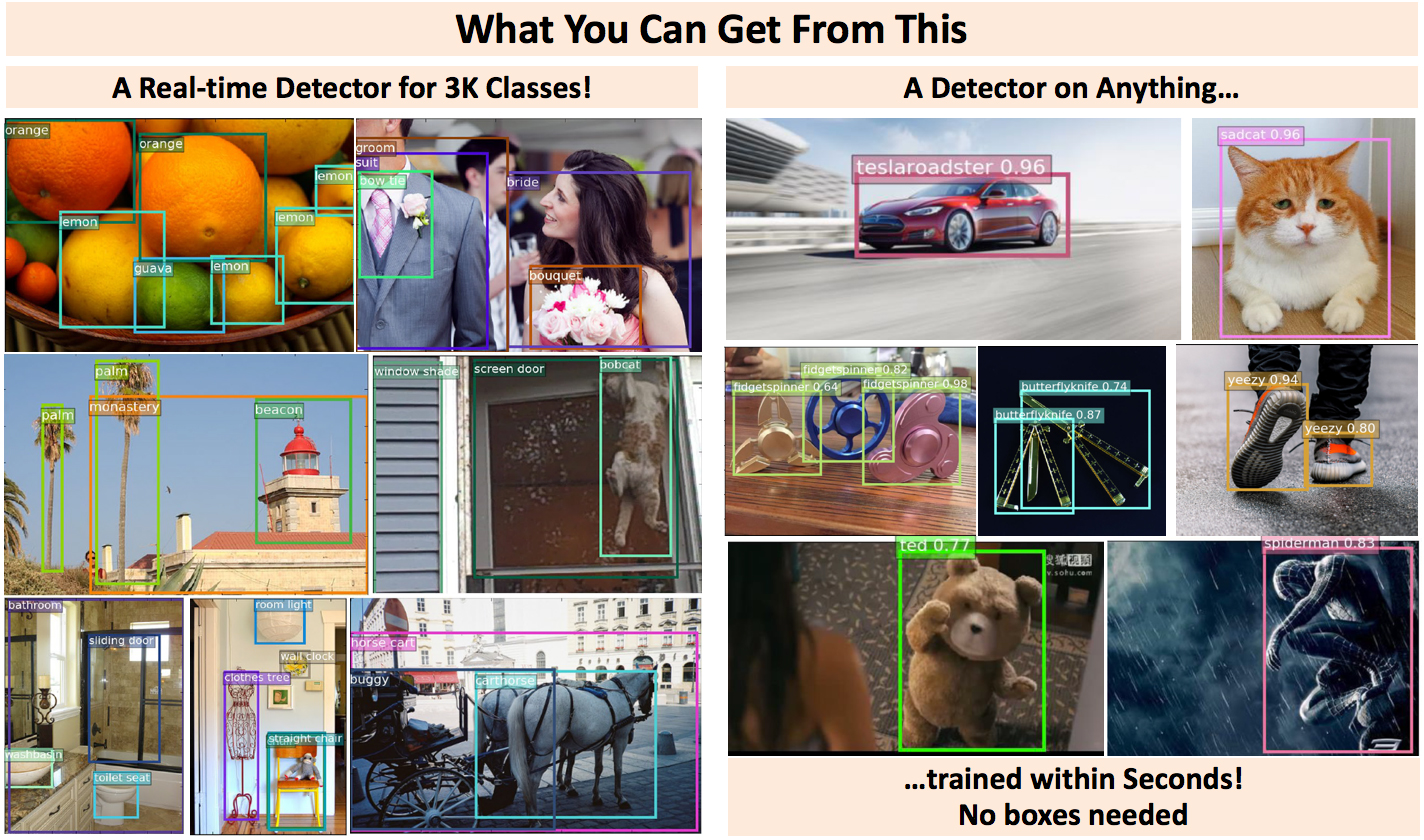 What You Can Get From This
A Real-time Detector for 3K Classes!
orange
orange
lemon
lemon
lemon
guava
lemon
groom
suit
bow tie
bride
bouquet
palm
palm
monastery
beacon
window shade
screen door
bobcat
bathroom
sliding door
washbasin
toilet seat
room light
wall clock
clothes tree
straight chair
horse cart
buggy
carthorse
A Detector on Anything...
teslaroadster 0.96
sadcat 0.96
fidgetspinner 0.82
fidgetspinner 0.64
fidgetspinner 0.98
butterflyknife 0.74
butterflyknife 0.87
yeezy 0.94
yeezy 0.80
ted 0.77
spiderman 0.83
...trained within Seconds!
No boxes needed